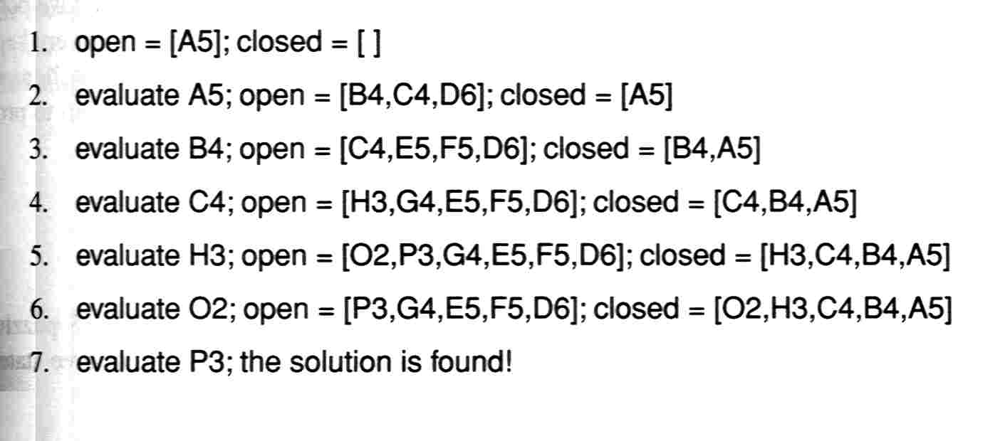 1. open = [A5]; closed = [ ]
2. evaluate A5; open = [B4,C4,D6]; closed = [A5]
3. evaluate B4; open = [C4,E5,F5,D6]; closed = [B4,A5]
4. evaluate C4; open = [H3,G4,E5,F5,D6]; closed = [C4,B4,A5]
5. evaluate H3; open = [O2,P3,G4,E5,F5,D6]; closed = [H3,C4,B4,A5]
6. evaluate O2; open = [P3,G4,E5,F5,D6]; closed = [O2,H3,C4,B4,A5]
7. evaluate P3; the solution is found!